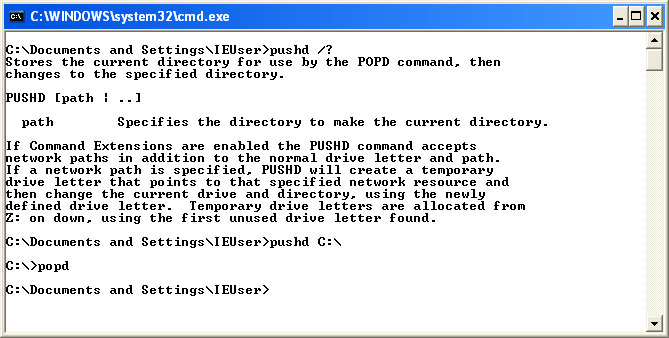 C:\WINDOWS\system32\cmd.exe
C:\Documents and Settings\IEUser>pushd /?
Stores the current directory for use by the POPD command, then
changes to the specified directory.
PUSHD [path | ..]
path        Specifies the directory to make the current directory.
If Command Extensions are enabled the PUSHD command accepts
network paths in addition to the normal drive letter and path.
If a network path is specified, PUSHD will create a temporary
drive letter that points to that specified network resource and
then change the current drive and directory, using the newly
defined drive letter.  Temporary drive letters are allocated from
Z: on down, using the first unused drive letter found.
C:\Documents and Settings\IEUser>pushd C:\
C:\>popd
C:\Documents and Settings\IEUser>